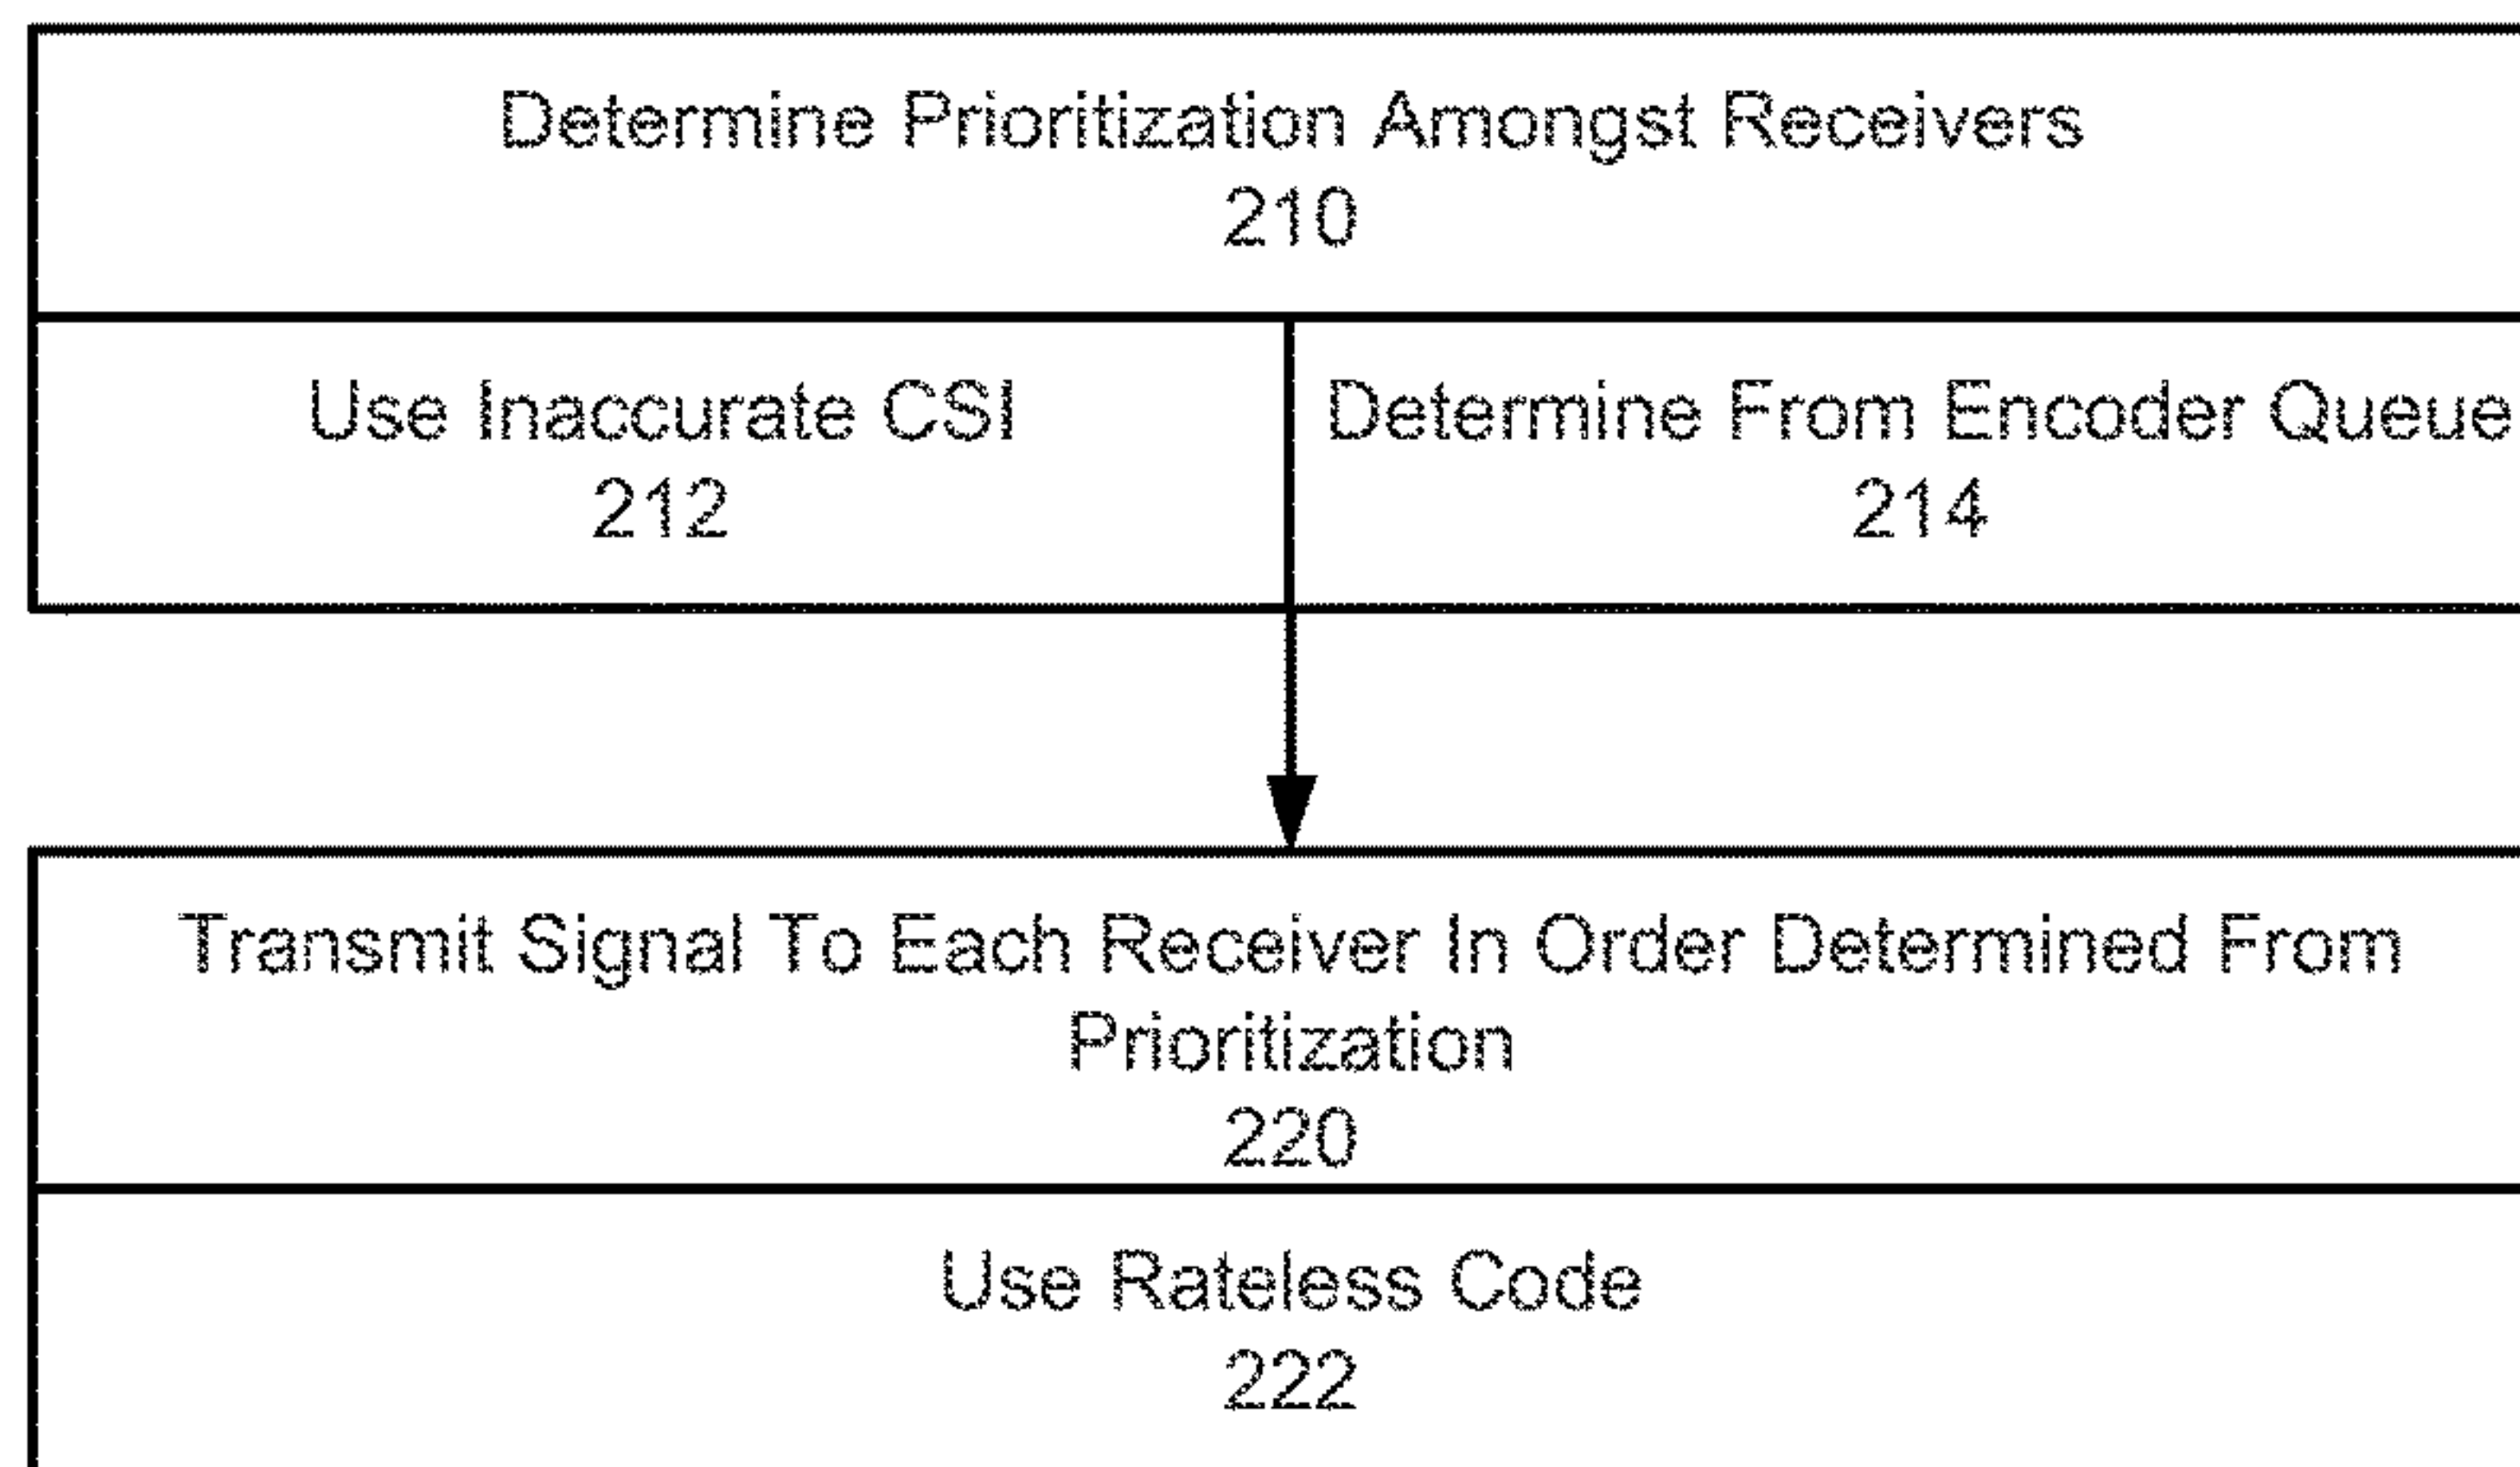 Determine Prioritization Amongst Receivers
210
Use Inaccurate CSI
212
Determine From Encoder Queue
214
Transmit Signal To Each Receiver In Order Determined From
Prioritization
220
Use Rateless Code
222